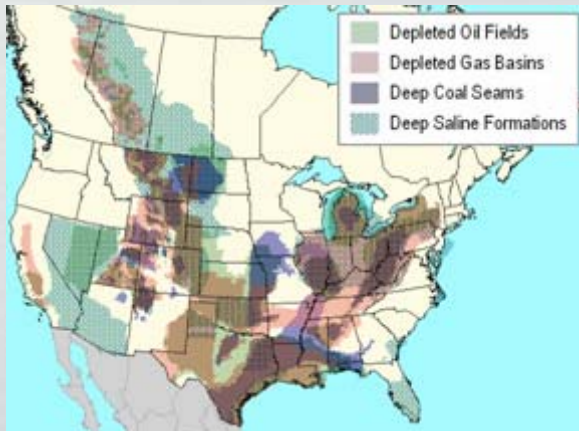 Depleted Oil Fields
Depleted Gas Basins
Deep Coal Seams
Deep Saline Formations